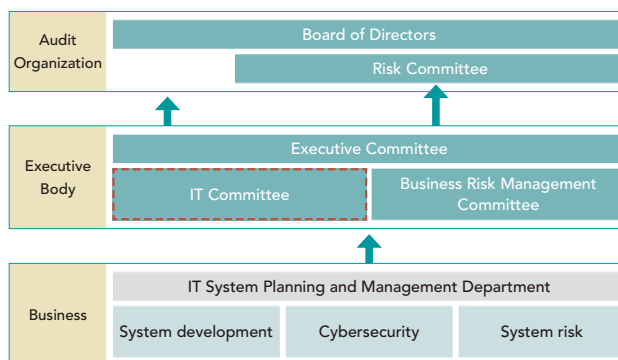 Audit
Organization
Board of Directors
Risk Committee
Executive
Body
Executive Committee
IT Committee
Business Risk Management
Committee
Business
IT System Planning and Management Department
System development
Cybersecurity
System risk